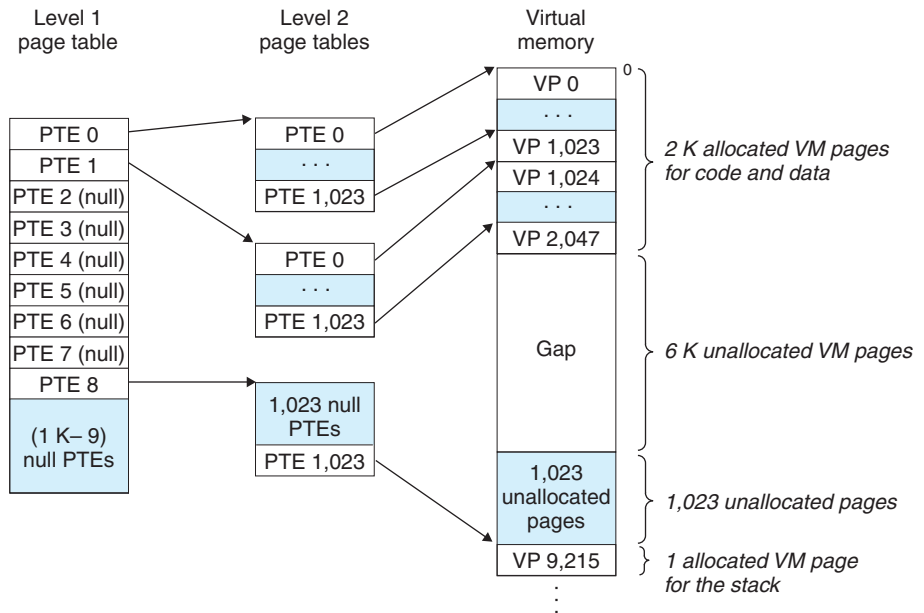 Level 1
page table
Level 2
page tables
Virtual
memory
PTE 0
PTE 1
PTE 2 (null)
PTE 3 (null)
PTE 4 (null)
PTE 5 (null)
PTE 6 (null)
PTE 7 (null)
PTE 8
(1 K– 9)
null PTEs
PTE 0
· · ·
PTE 1,023
PTE 0
· · ·
PTE 1,023
1,023 null
PTEs
PTE 1,023
0
VP 0
· · ·
VP 1,023
VP 1,024
· · ·
VP 2,047
Gap
1,023
unallocated
pages
VP 9,215
2 K allocated VM pages
for code and data
6 K unallocated VM pages
1,023 unallocated pages
1 allocated VM page
for the stack